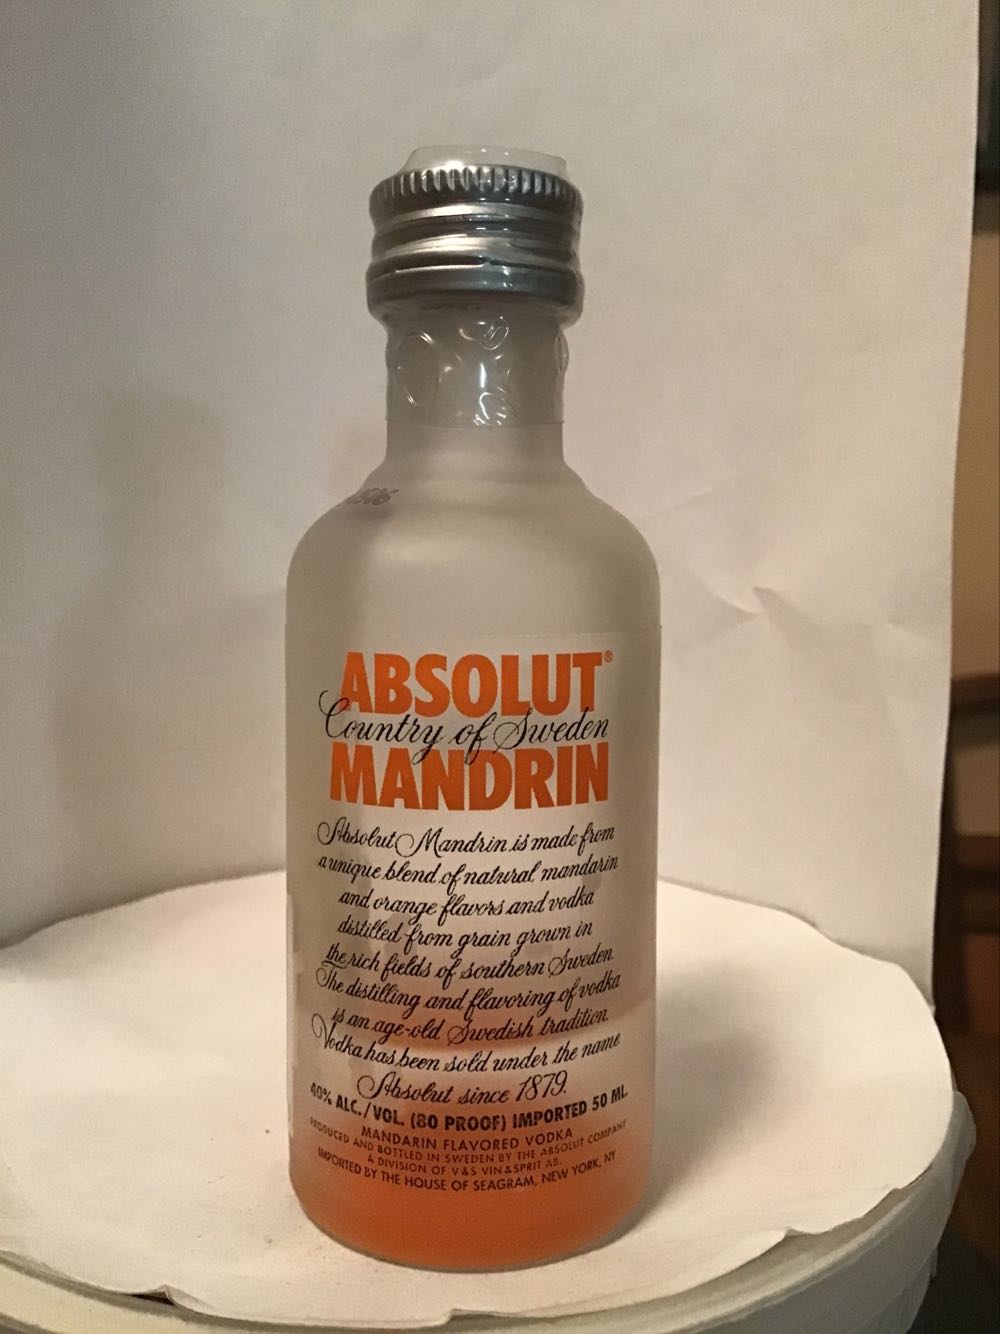 ABSOLUT®
Country of Sweden
MANDRIN
Absolut Mandrin is made from
a unique blend of natural mandarin
and orange flavors and vodka
distilled from grain grown in
the rich fields of southern Sweden.
The distilling and flavoring of vodka
is an age-old Swedish tradition.
Vodka has been sold under the name
Absolut since 1879.
40% ALC./VOL. (80 PROOF) IMPORTED 50 ML.
MANDARIN FLAVORED VODKA
PRODUCED AND BOTTLED IN SWEDEN BY THE ABSOLUT COMPANY
A DIVISION OF V&S VIN & SPRIT AB.
IMPORTED BY THE HOUSE OF SEAGRAM, NEW YORK, NY